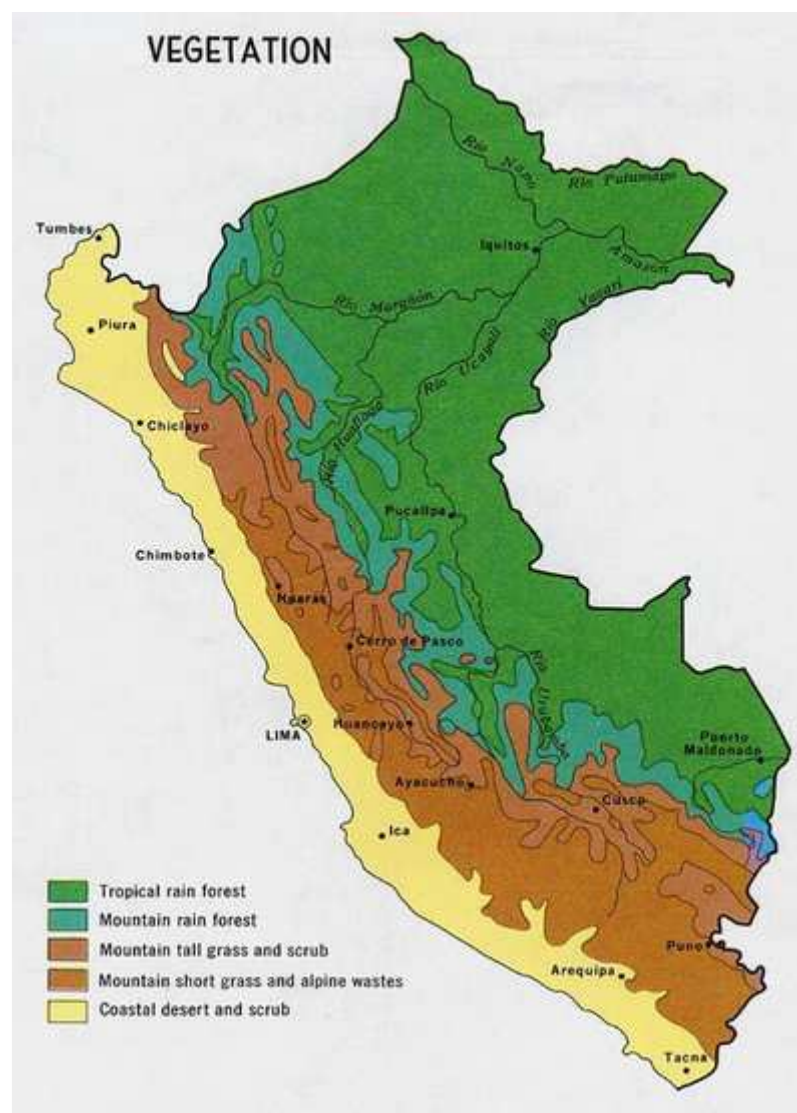 VEGETATION
Tumbes
Piura
Chiclayo
Chimbote
Huaras
Cerro de Pasco
LIMA
Huancayo
Ayacucho
Ica
Cusco
Arequipa
Puno
Tacna
Puerto
Maldonado
Pucallpa
Iquitos
Río Napo
Río Putumayo
Amazon
Río Yavarí
Río Marañón
Río Ucayali
Río Huallaga
Río Urubamba
Tropical rain forest
Mountain rain forest
Mountain tall grass and scrub
Mountain short grass and alpine wastes
Coastal desert and scrub